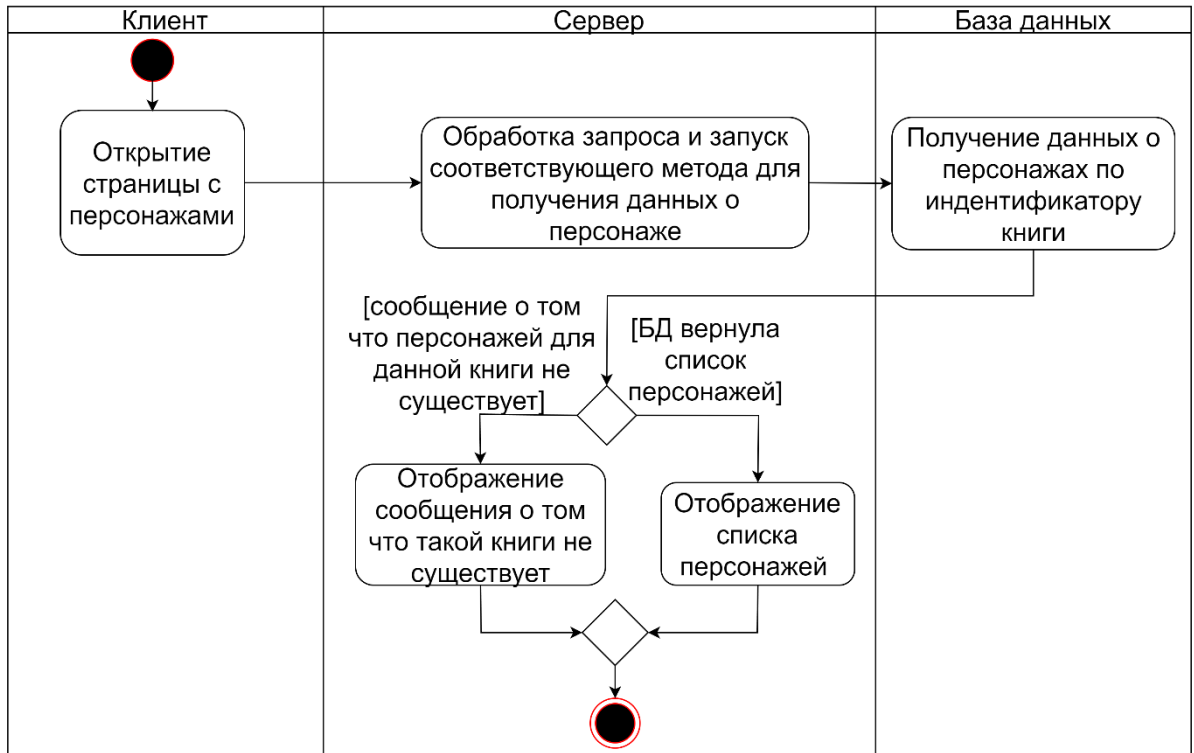 Клиент
Сервер
База данных
Открытие
страницы с
персонажами
Обработка запроса и запуск
соответствующего метода для
получения данных о
персонаже
Получение данных о
персонажах по
индентификатору
книги
[сообщение о том
что персонажей для
данной книги не
существует]
[БД вернула
список
персонажей]
Отображение
сообщения о том
что такой книги не
существует
Отображение
списка
персонажей